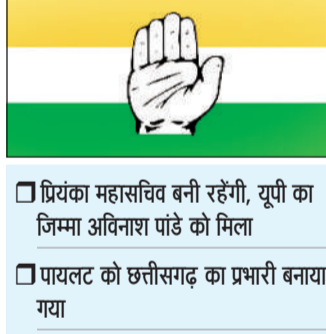 प्रियंका महासचिव बनी रहेंगी, यूपी का
जिम्मा अविनाश पांडे को मिला
पायलट को छत्तीसगढ़ का प्रभारी बनाया
गया